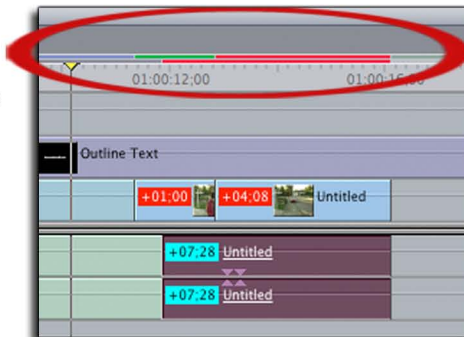 01:00:12;00
01:00:16;00
Outline Text
+01;00
+04;08
Untitled
+07;28 Untitled
+07;28 Untitled